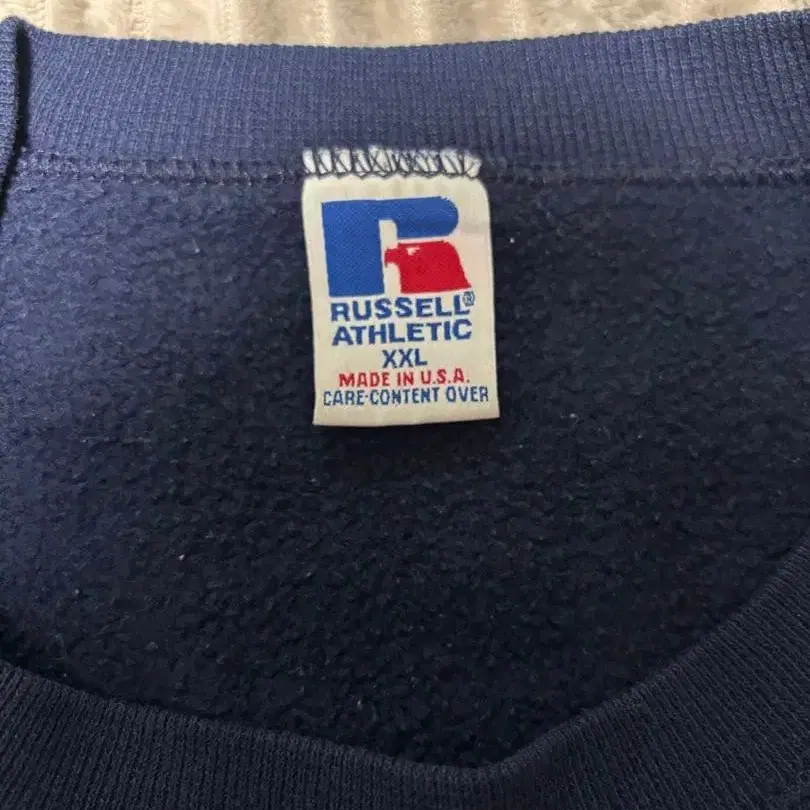 RUSSELL®
ATHLETIC
XXL
MADE IN U.S.A.
CARE-CONTENT OVER